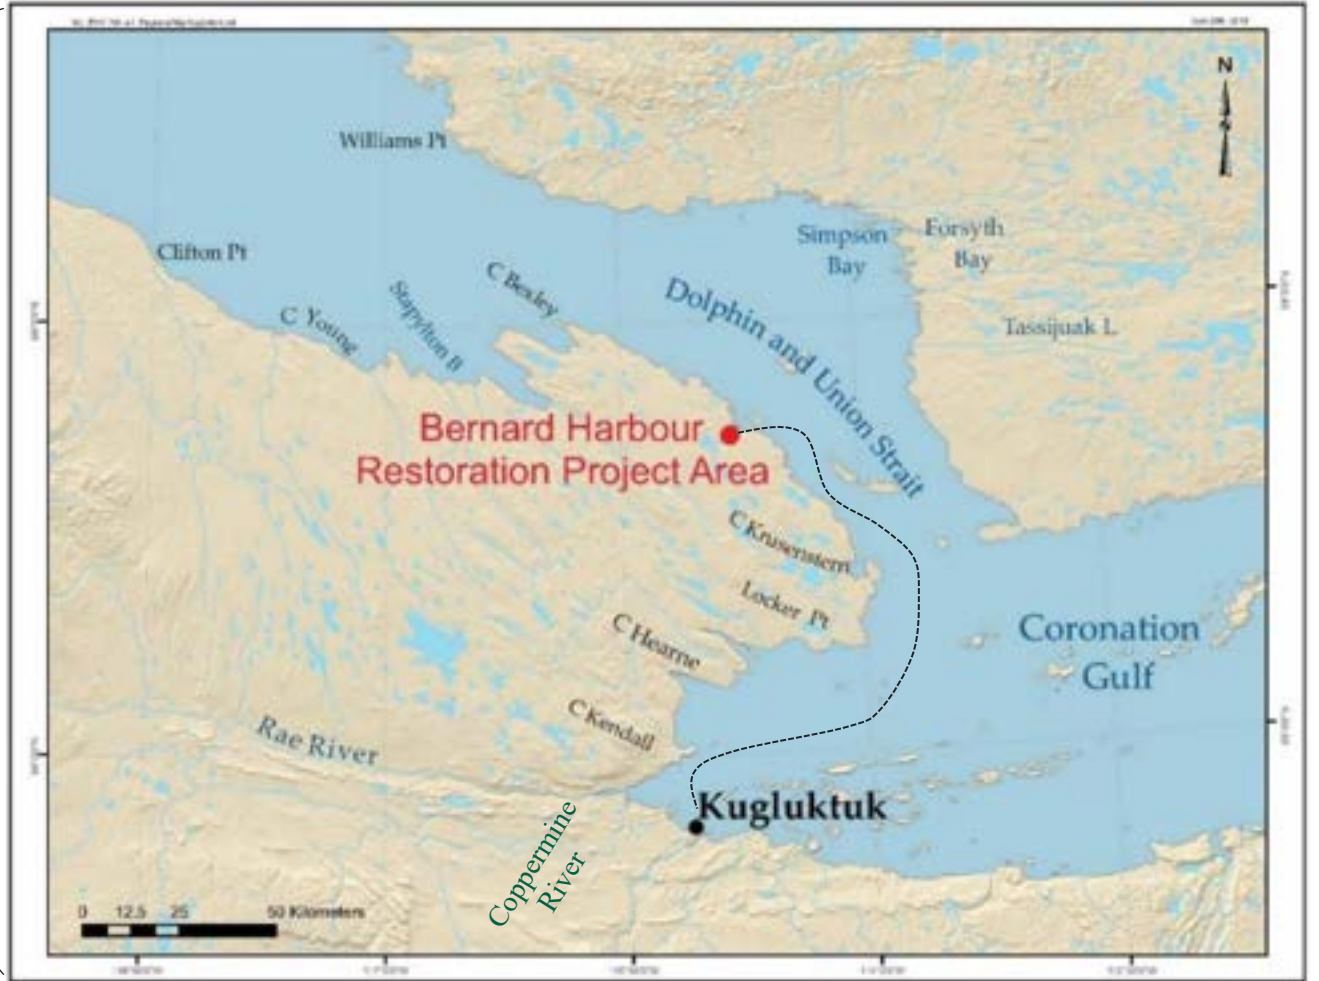 N
Williams Pt
Clifton Pt
Simpson
Bay
Forsyth
Bay
C Bexley
Stapylton B
C Young
Dolphin and Union Strait
Tassijuak L
Bernard Harbour
Restoration Project Area
C Krusenstern
Locker Pt
C Hearne
Coronation
Gulf
C Kendall
Rae River
Kugluktuk
Coppermine
River
0 12.5 25 50 Kilometers